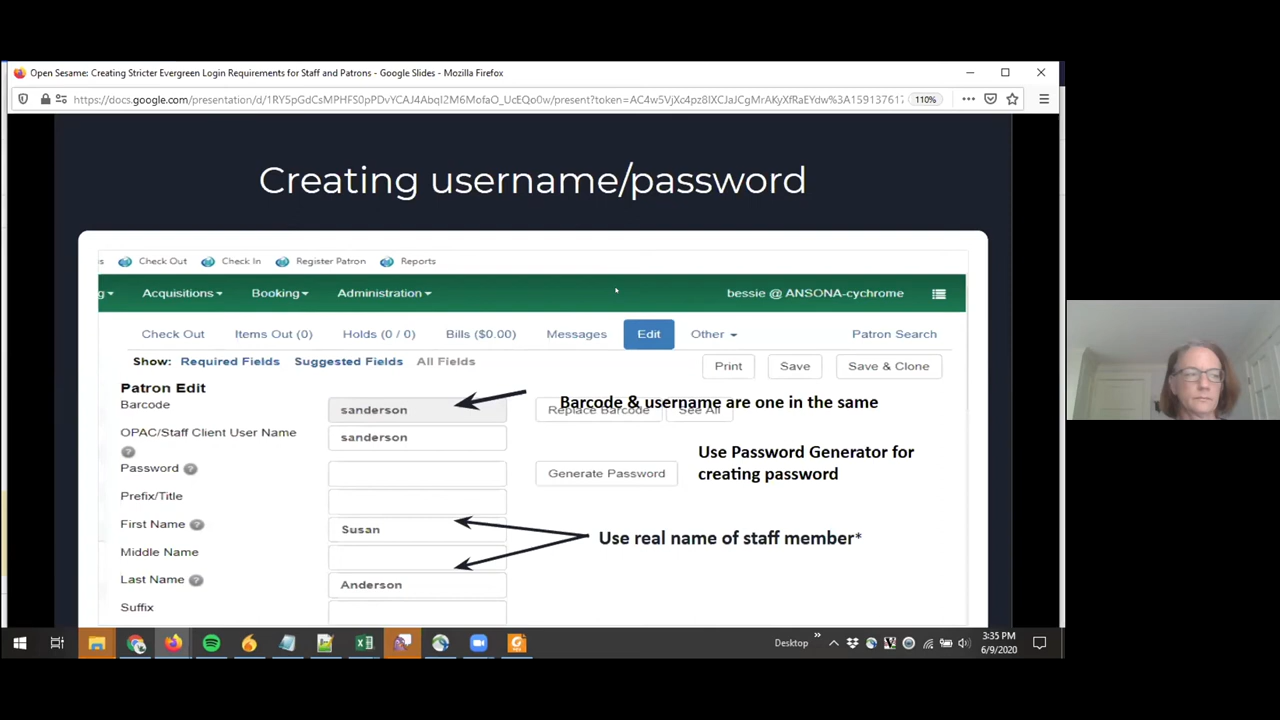 Open Sesame: Creating Stricter Evergreen Login Requirements for Staff and Patrons - Google Slides - Mozilla Firefox
110%
Creating username/password
s Check Out Check In Register Patron Reports
g Acquisitions Booking Administration bessie @ ANSONA-cychrome
Check Out Items Out (0) Holds (0 / 0) Bills ($0.00) Messages Edit Other Patron Search
Show: Required Fields Suggested Fields All Fields Print Save Save & Clone
Patron Edit
Barcode sanderson Replace Barcode See All
Barcode & username are one in the same
OPAC/Staff Client User Name sanderson
Use Password Generator for
creating password
Password Generate Password
Prefix/Title
First Name Susan
Use real name of staff member*
Middle Name
Last Name Anderson
Suffix
Desktop
3:35 PM
6/9/2020